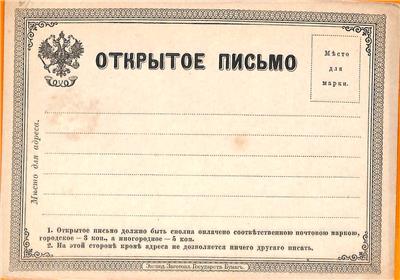 ОТКРЫТОЕ ПИСЬМО
Мѣсто
для
марки.
Мѣсто для адреса.
1. Открытое письмо должно быть сполна оплачено соотвѣтственною почтовою маркою,
городское — 3 коп., а иногородное — 5 коп.
2. На этой сторонѣ кромѣ адреса не дозволяется ничего другаго писать.
Экспед. Заготовл. Государств. Бумагъ.